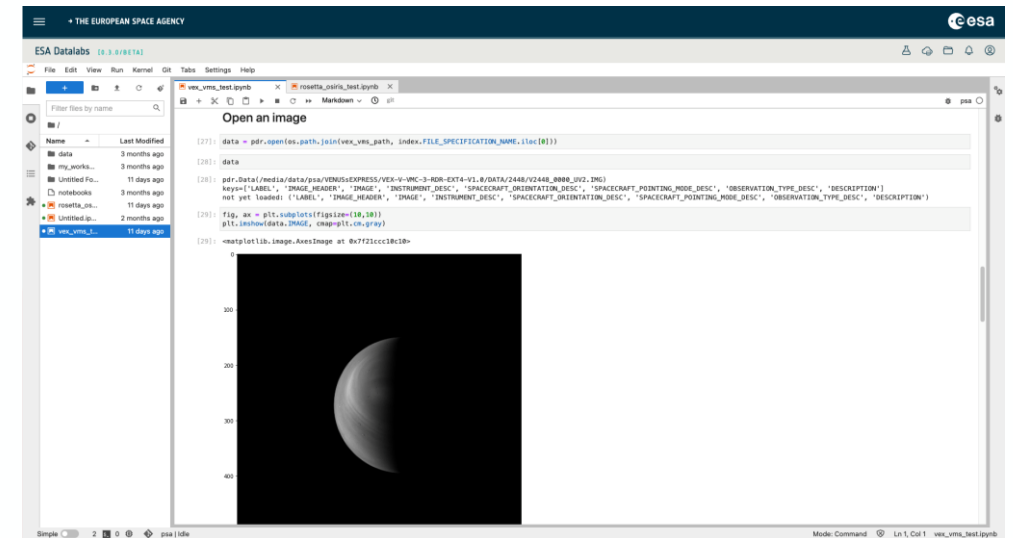 → THE EUROPEAN SPACE AGENCY
esa
ESA Datalabs [0.3.0/BETA]
File Edit View Run Kernel Git Tabs Settings Help
vex_vms_test.ipynb × rosetta_osiris_test.ipynb ×
Filter files by name
Markdown
psa
/
Name Last Modified
data 3 months ago
my_works... 3 months ago
Untitled Fo... 11 days ago
notebooks 3 months ago
rosetta_os... 11 days ago
Untitled.ip... 2 months ago
vex_vms_t... 11 days ago
Open an image
[27]: data = pdr.open(os.path.join(vex_vms_path, index.FILE_SPECIFICATION_NAME.iloc[0]))
[28]: data
[28]: pdr.Data(/media/data/psa/VENUSsEXPRESS/VEX-V-VMC-3-RDR-EXT4-V1.0/DATA/2448/V2448_0000_UV2.IMG)
keys=['LABEL', 'IMAGE_HEADER', 'IMAGE', 'INSTRUMENT_DESC', 'SPACECRAFT_ORIENTATION_DESC', 'SPACECRAFT_POINTING_MODE_DESC', 'OBSERVATION_TYPE_DESC', 'DESCRIPTION']
not yet loaded: ('LABEL', 'IMAGE_HEADER', 'IMAGE', 'INSTRUMENT_DESC', 'SPACECRAFT_ORIENTATION_DESC', 'SPACECRAFT_POINTING_MODE_DESC', 'OBSERVATION_TYPE_DESC', 'DESCRIPTION')
[29]: fig, ax = plt.subplots(figsize=(10,10))
plt.imshow(data.IMAGE, cmap=plt.cm.gray)
[29]: <matplotlib.image.AxesImage at 0x7f21ccc10c10>
0
100
200
300
400
Simple 2 0 psa | Idle
Mode: Command Ln 1, Col 1 vex_vms_test.ipynb